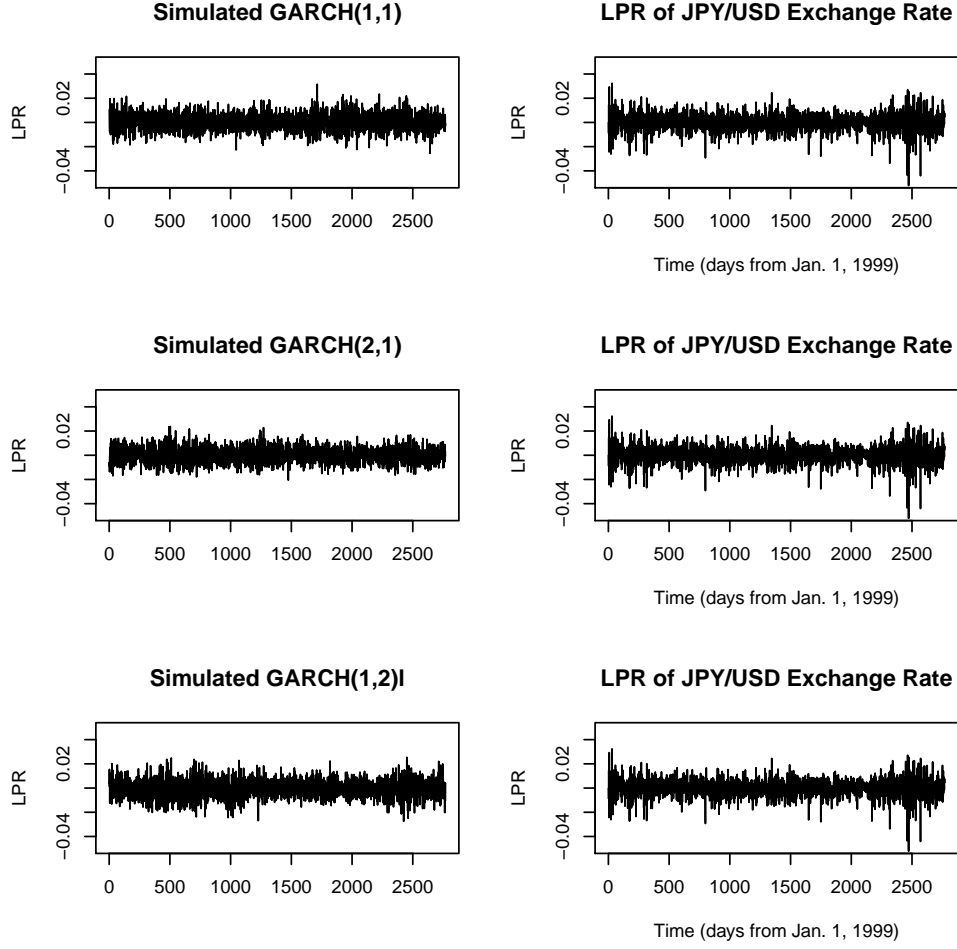 Simulated GARCH(1,1)
LPR
0.02
−0.04
0 500 1000 1500 2000 2500
LPR of JPY/USD Exchange Rate
LPR
0.02
−0.04
0 500 1000 1500 2000 2500
Time (days from Jan. 1, 1999)
Simulated GARCH(2,1)
LPR
0.02
−0.04
0 500 1000 1500 2000 2500
LPR of JPY/USD Exchange Rate
LPR
0.02
−0.04
0 500 1000 1500 2000 2500
Time (days from Jan. 1, 1999)
Simulated GARCH(1,2)l
LPR
0.02
−0.04
0 500 1000 1500 2000 2500
LPR of JPY/USD Exchange Rate
LPR
0.02
−0.04
0 500 1000 1500 2000 2500
Time (days from Jan. 1, 1999)